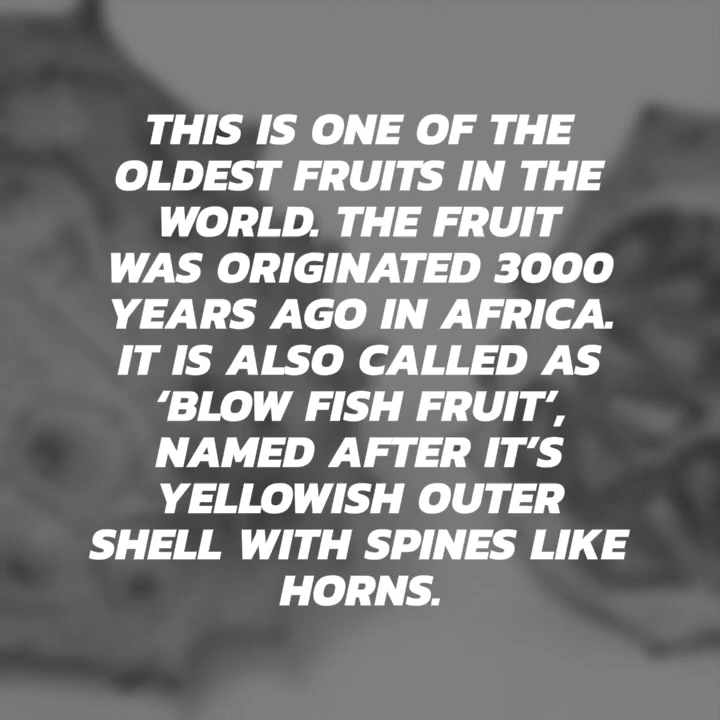 THIS IS ONE OF THE
OLDEST FRUITS IN THE
WORLD. THE FRUIT
WAS ORIGINATED 3000
YEARS AGO IN AFRICA.
IT IS ALSO CALLED AS
‘BLOW FISH FRUIT’,
NAMED AFTER IT’S
YELLOWISH OUTER
SHELL WITH SPINES LIKE
HORNS.